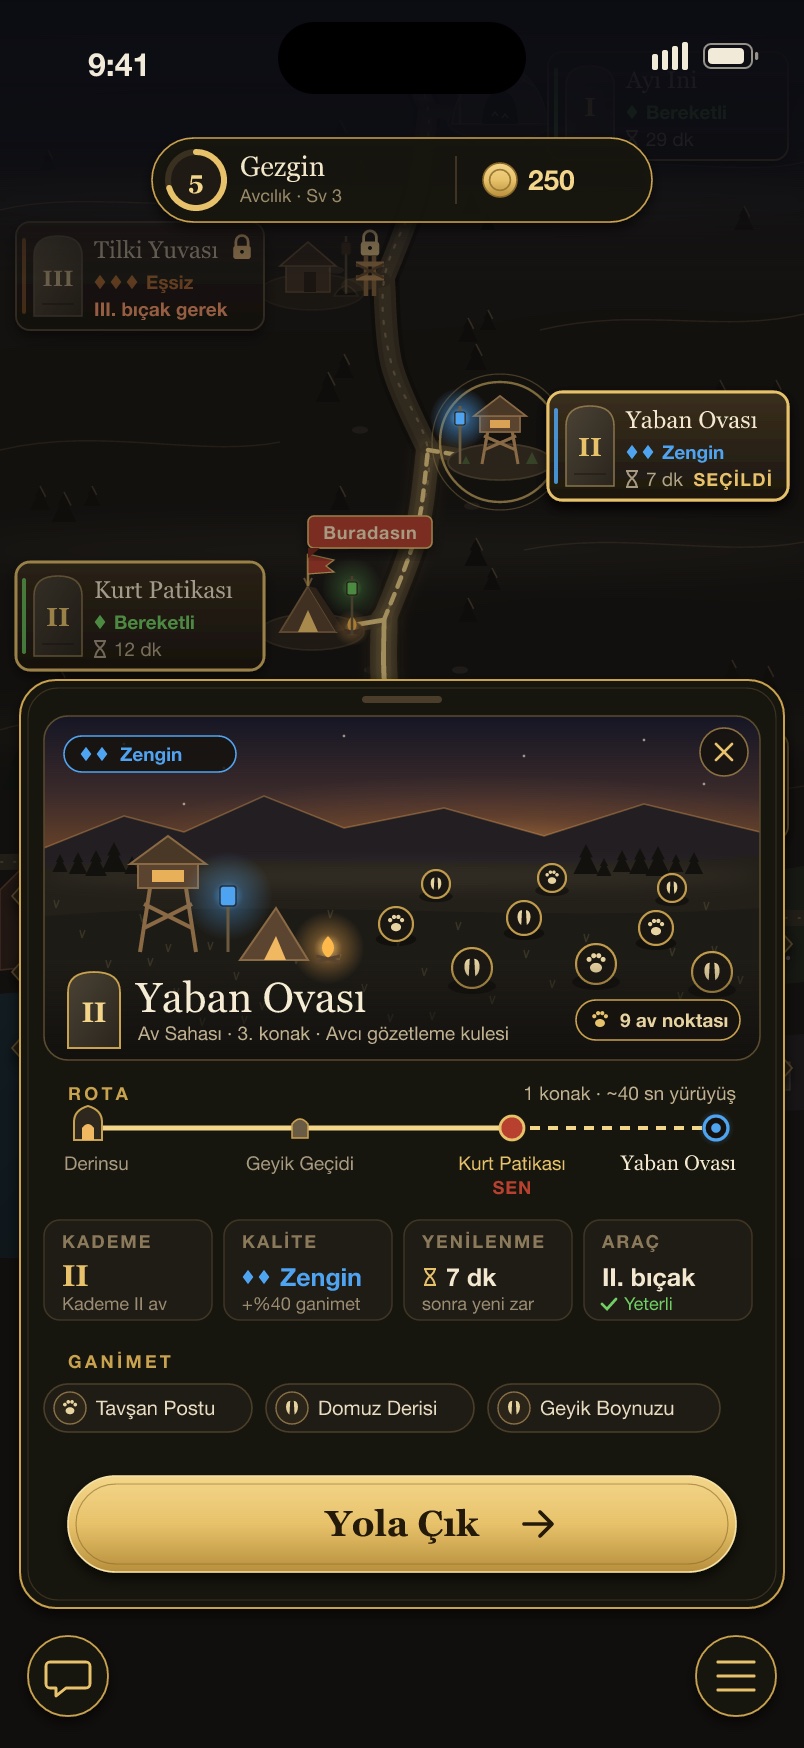 9:41
I
Ayı İni
Bereketli
29 dk
5
Gezgin
Avcılık · Sv 3
250
III
Tilki Yuvası
Eşsiz
III. bıçak gerek
II
Yaban Ovası
Zengin
7 dk SEÇİLDİ
Buradasın
II
Kurt Patikası
Bereketli
12 dk
Zengin
II
Yaban Ovası
Av Sahası · 3. konak · Avcı gözetleme kulesi
9 av noktası
ROTA
1 konak · ~40 sn yürüyüş
Derinsu
Geyik Geçidi
Kurt Patikası
Yaban Ovası
SEN
KADEME
II
Kademe II av
KALİTE
Zengin
+%40 ganimet
YENİLENME
7 dk
sonra yeni zar
ARAÇ
II. bıçak
Yeterli
GANİMET
Tavşan Postu
Domuz Derisi
Geyik Boynuzu
Yola Çık